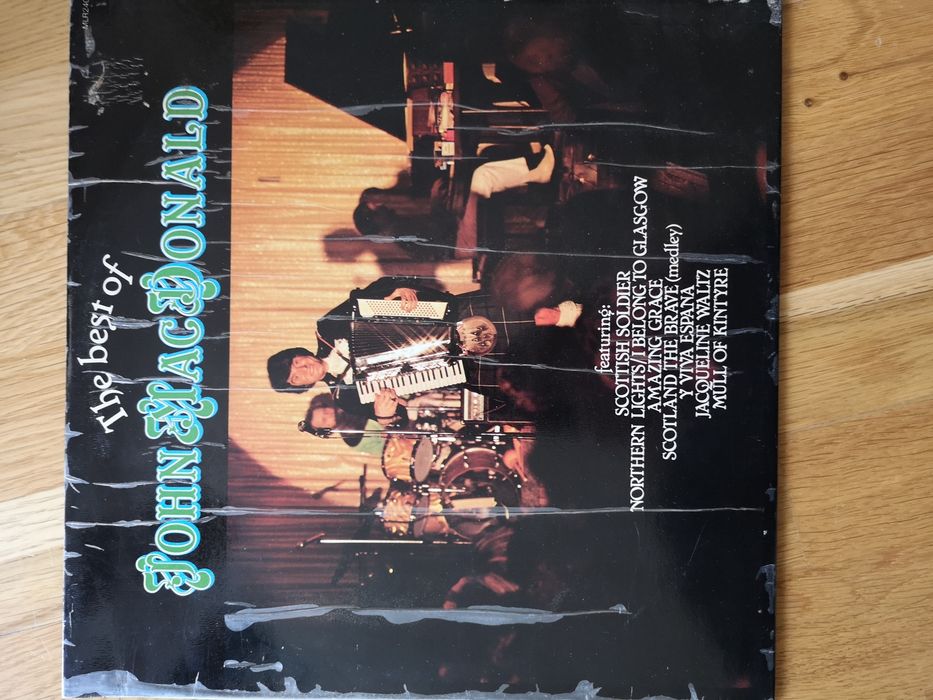 The best of
JOHN MACDONALD
featuring:
SCOTTISH SOLDIER
NORTHERN LIGHTS/I BELONG TO GLASGOW
AMAZING GRACE
SCOTLAND THE BRAVE (medley)
Y VIVA ESPANA
JACQUELINE WALTZ
MULL OF KINTYRE